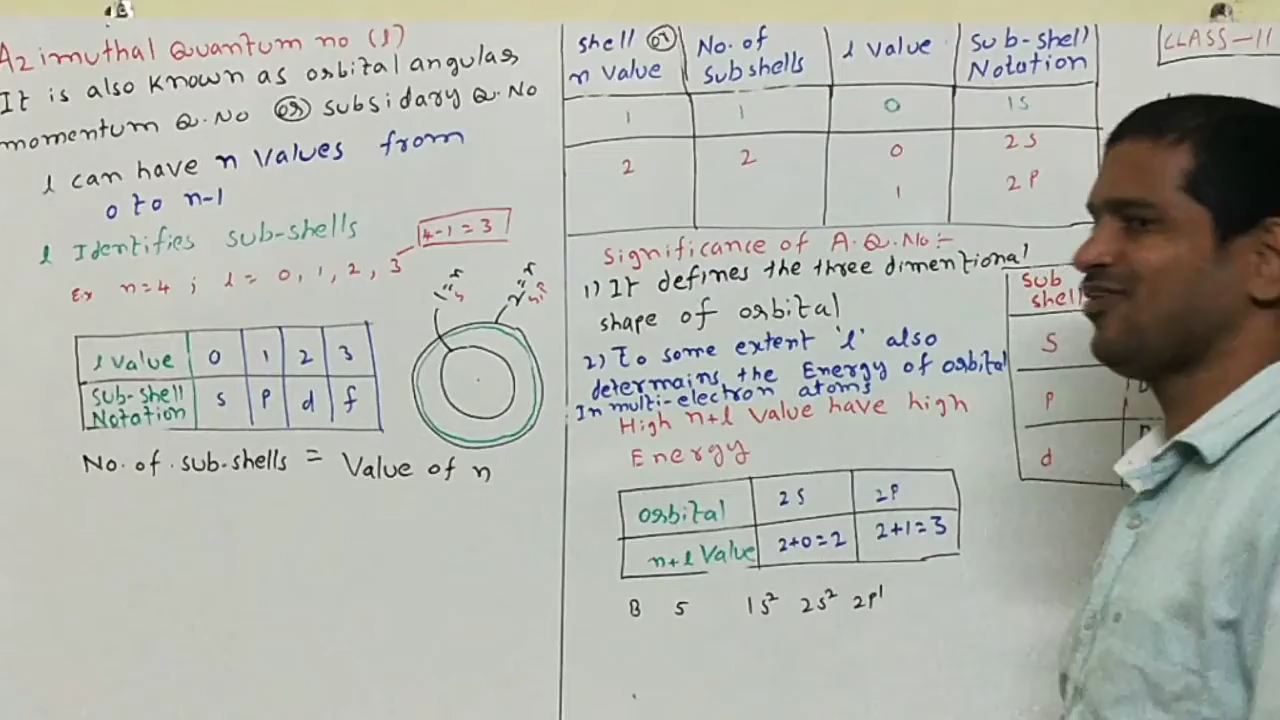 Azimuthal Quantum no (l)
It is also known as orbital angular
momentum Q.No or subsidary Q.No
l can have n values from
0 to n-1
l Identifies sub-shells
4-1=3
Ex n=4 ; l= 0, 1, 2, 3
l value 0 1 2 3
Sub-shell
Notation s p d f
No. of sub-shells = Value of n
shell or
n value
No. of
subshells
l value
Sub-shell
Notation
1 1 0 1s
2 2 0 2s
1 2p
Significance of A.Q.No:-
1) It defines the three dimentional
shape of orbital
2) To some extent 'l' also
determains the Energy of orbital
In multi-electron atoms
High n+l value have high
Energy
orbital 2s 2p
n+l value 2+0=2 2+1=3
B 5 1s² 2s² 2p¹
CLASS-11
Sub
shell
s
p
d